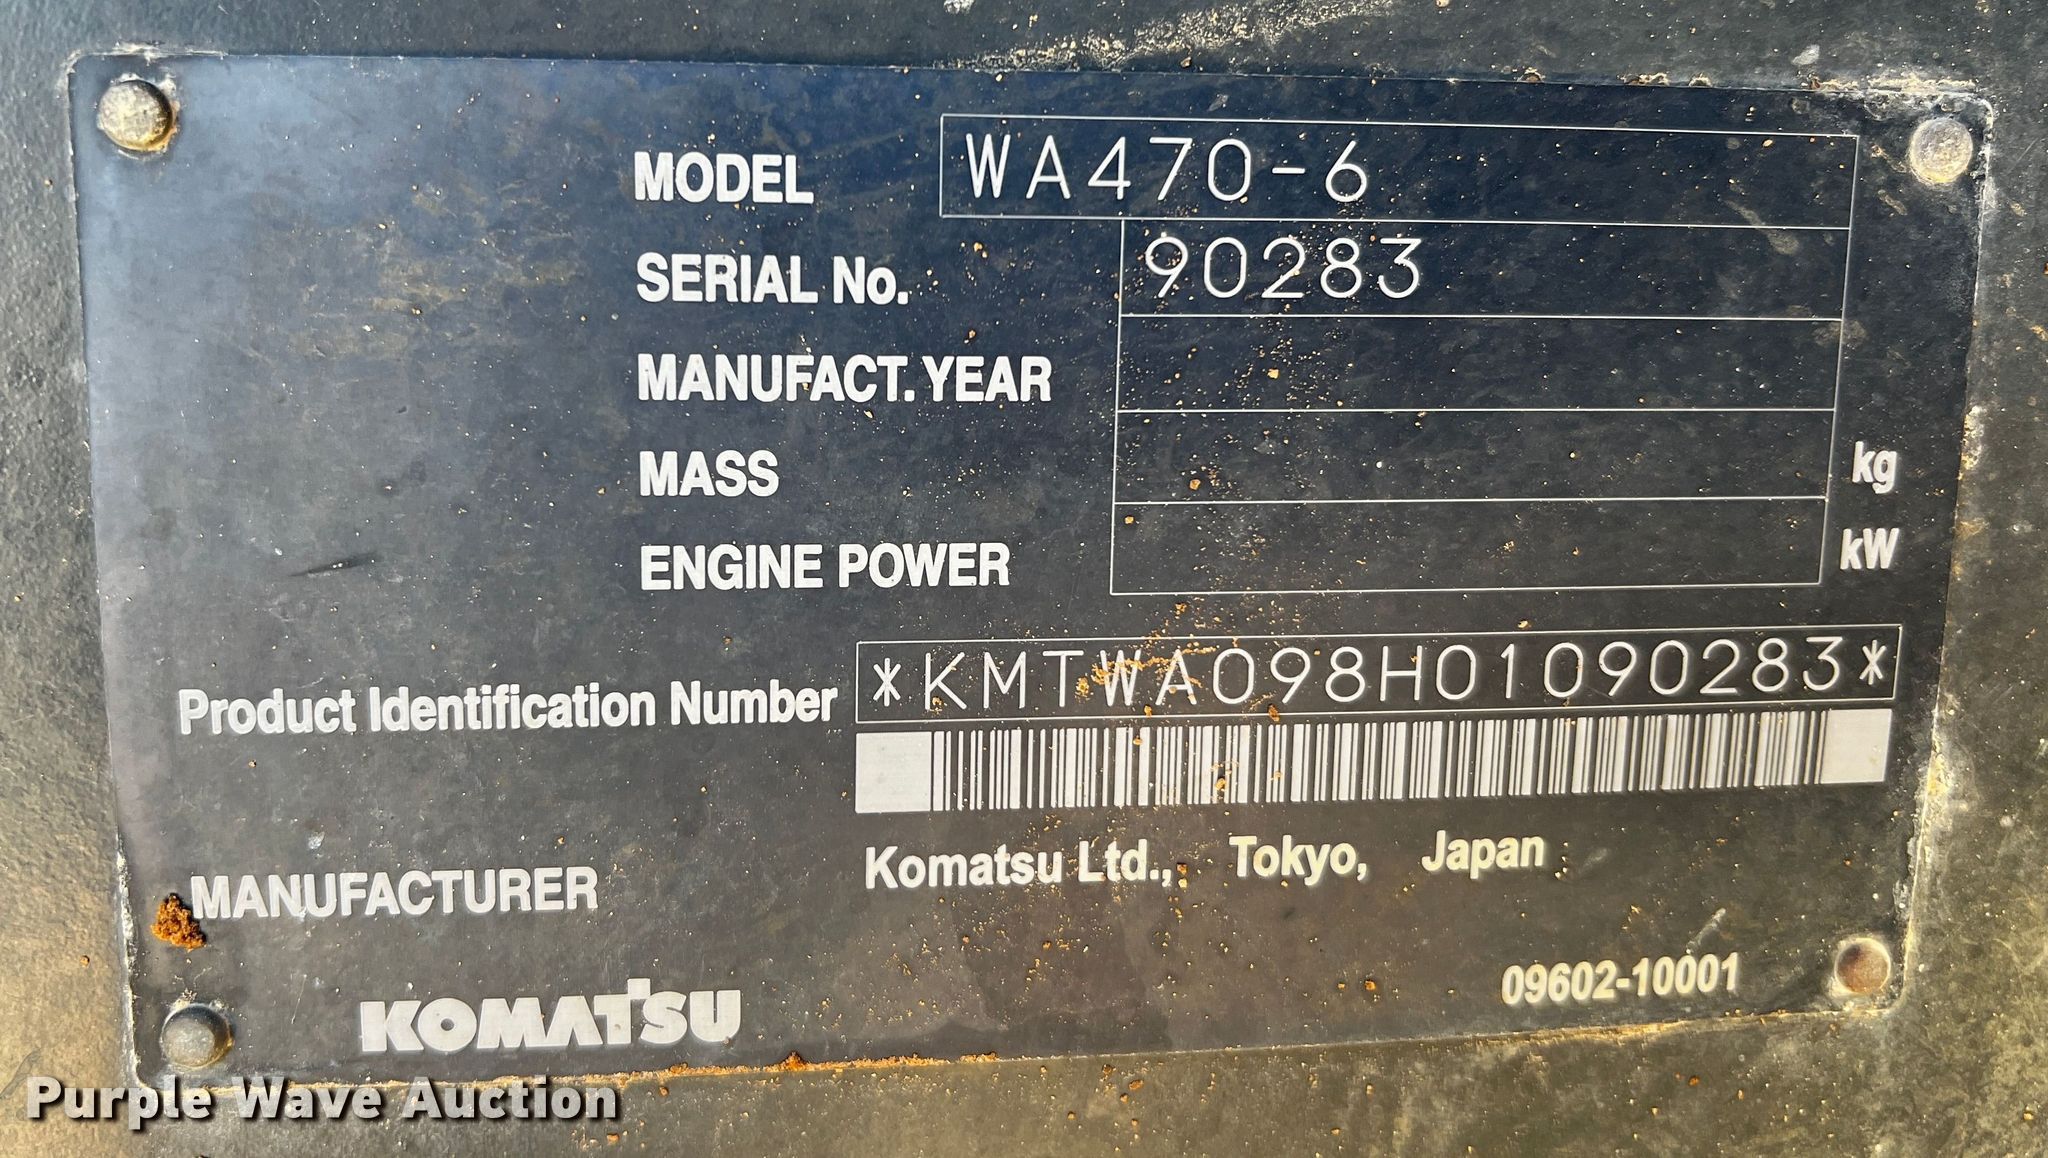 MODEL WA470-6
SERIAL No. 90283
MANUFACT. YEAR
MASS kg
ENGINE POWER kW
Product Identification Number *KMTWA098H01090283*
MANUFACTURER Komatsu Ltd., Tokyo, Japan
KOMATSU 09602-10001
Purple Wave Auction